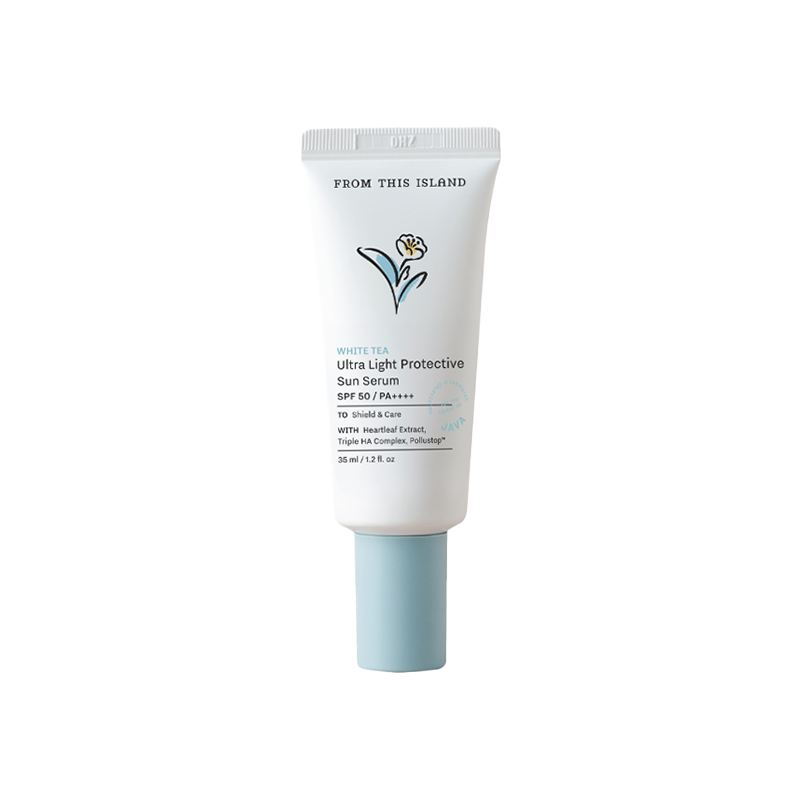 FROM THIS ISLAND
WHITE TEA
Ultra Light Protective
Sun Serum
SPF 50 / PA++++
TO Shield & Care
WITH Heartleaf Extract,
Triple HA Complex, Pollustop™
35 ml / 1.2 fl. oz
JAVA